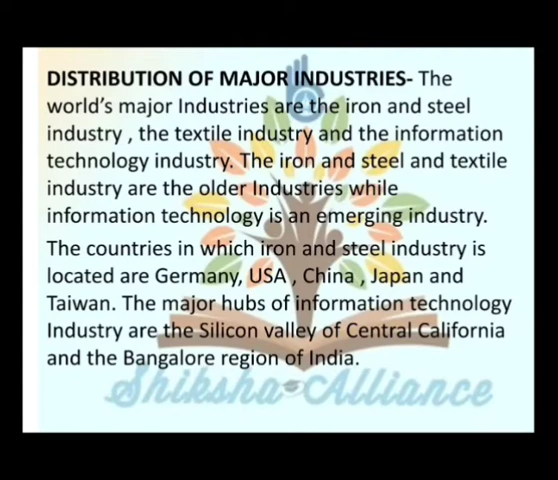 DISTRIBUTION OF MAJOR INDUSTRIES- The
world's major Industries are the iron and steel
industry , the textile industry and the information
technology industry. The iron and steel and textile
industry are the older Industries while
information technology is an emerging industry.
The countries in which iron and steel industry is
located are Germany, USA , China , Japan and
Taiwan. The major hubs of information technology
Industry are the Silicon valley of Central California
and the Bangalore region of India.
Shiksha Alliance